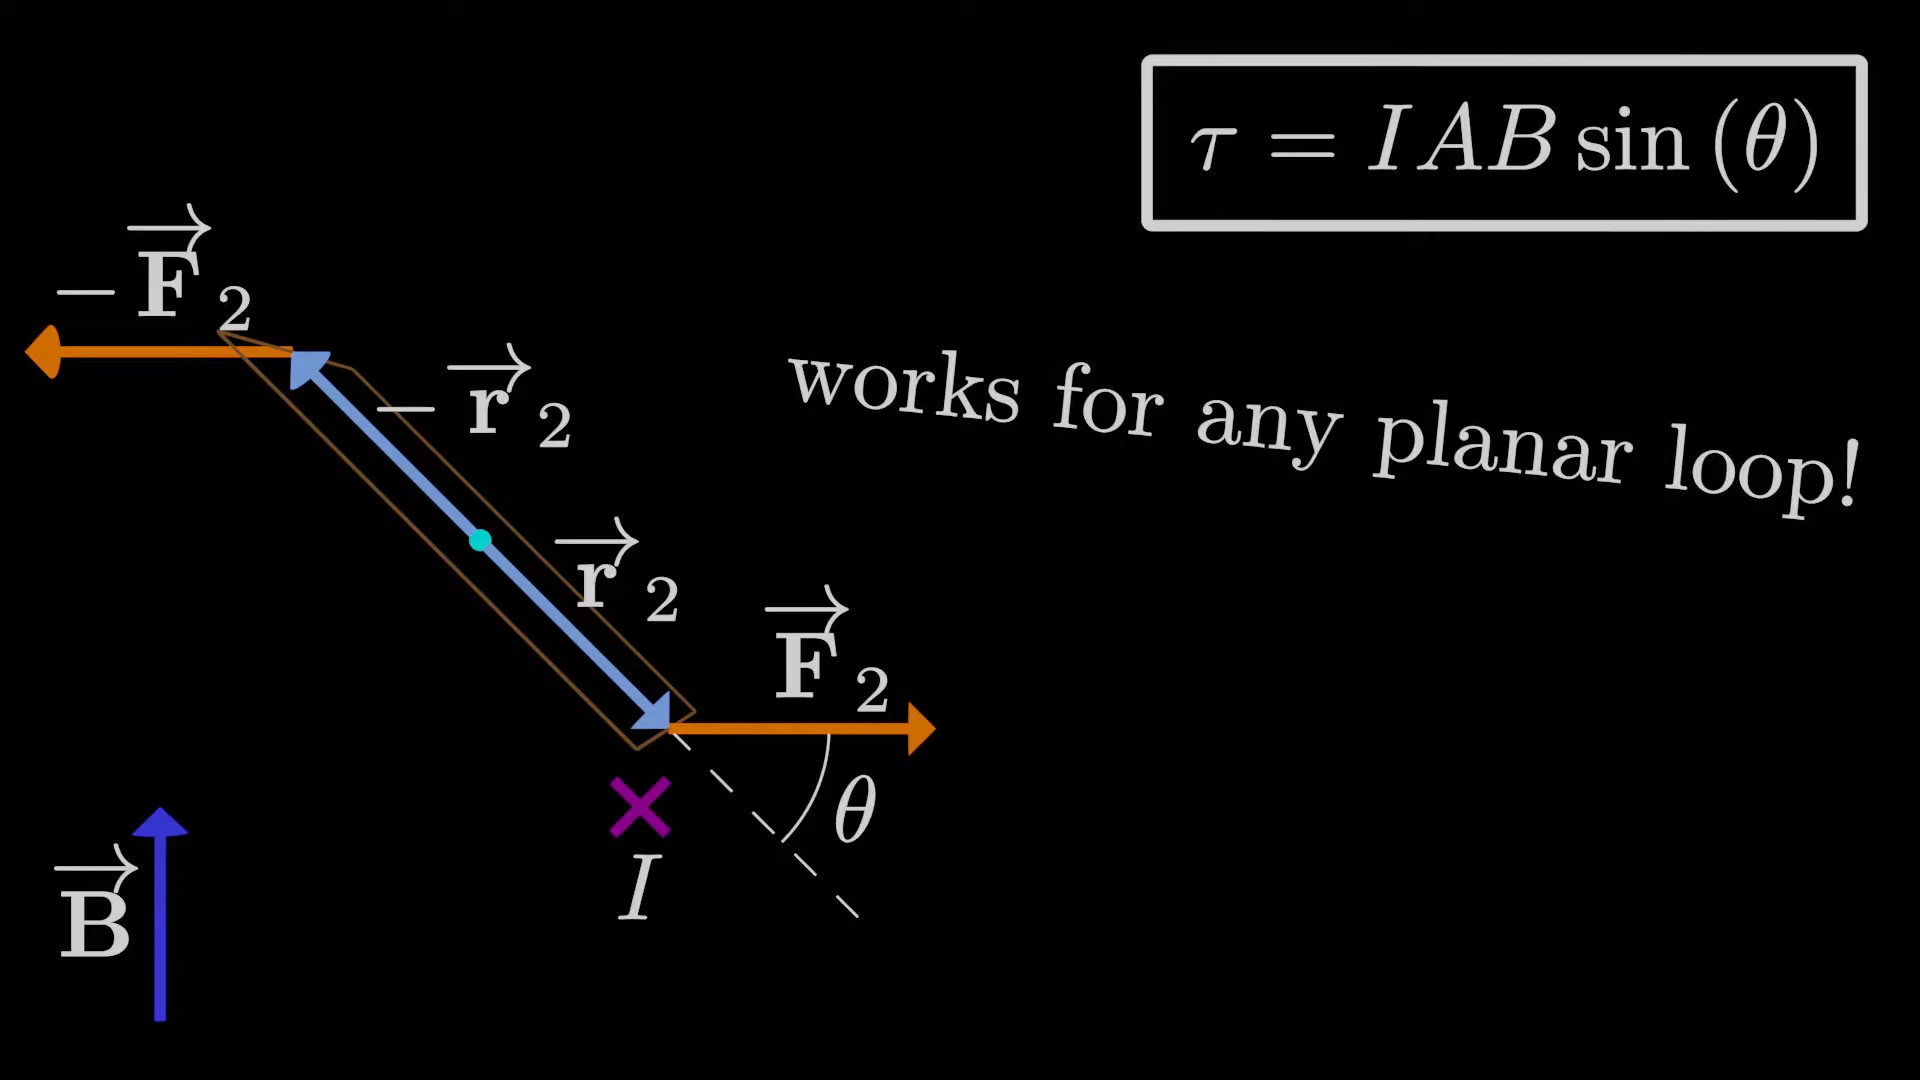 τ = IAB sin (θ)
−F⃗₂
−r⃗₂
works for any planar loop!
r⃗₂
F⃗₂
θ
I
B⃗